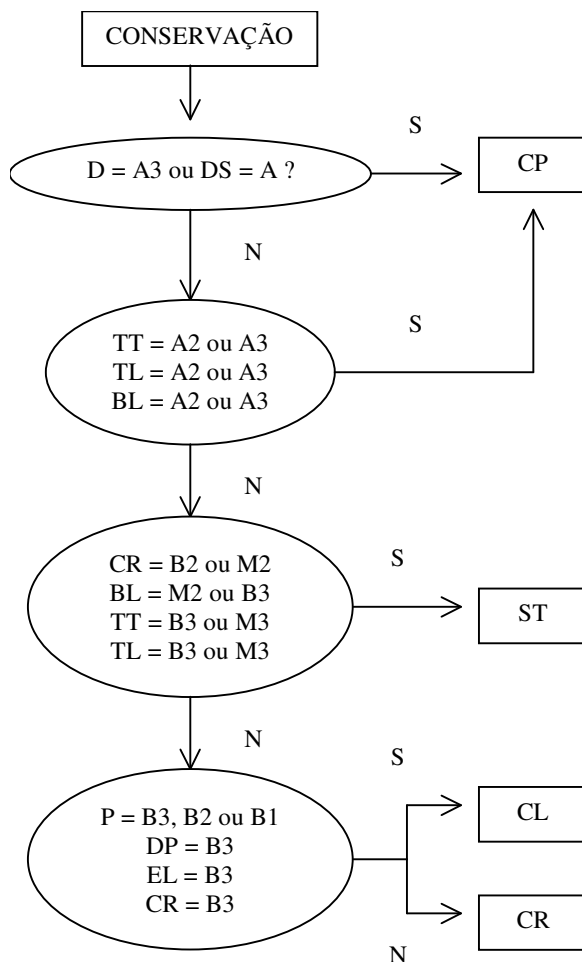 CONSERVAÇÃO
S
D = A3 ou DS = A ?
CP
N
S
TT = A2 ou A3
TL = A2 ou A3
BL = A2 ou A3
N
CR = B2 ou M2
S
BL = M2 ou B3
TT = B3 ou M3
ST
TL = B3 ou M3
N
S
P = B3, B2 ou B1
CL
DP = B3
EL = B3
CR = B3
CR
N